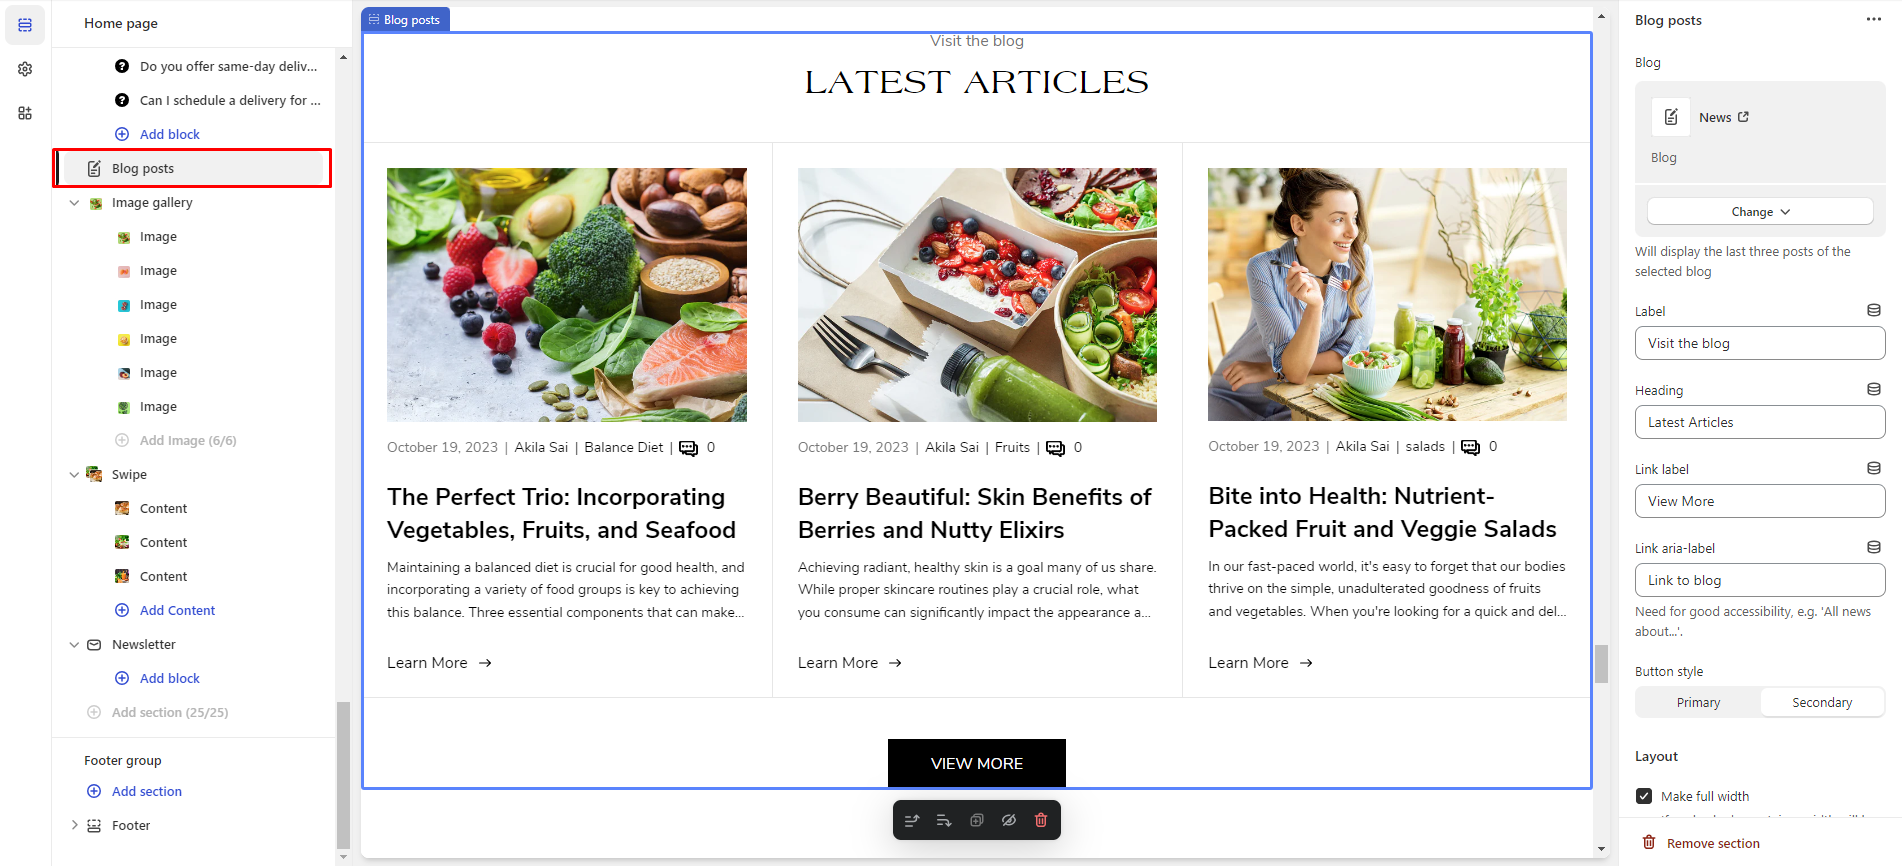 Home page
Do you offer same-day deliv...
Can I schedule a delivery for ...
Add block
Blog posts
Image gallery
Image
Image
Image
Image
Image
Image
Add Image (6/6)
Swipe
Content
Content
Content
Add Content
Newsletter
Add block
Add section (25/25)
Footer group
Add section
Footer
Blog posts
Visit the blog
LATEST ARTICLES
October 19, 2023 | Akila Sai | Balance Diet | 0
The Perfect Trio: Incorporating
Vegetables, Fruits, and Seafood
Maintaining a balanced diet is crucial for good health, and
incorporating a variety of food groups is key to achieving
this balance. Three essential components that can make...
Learn More →
October 19, 2023 | Akila Sai | Fruits | 0
Berry Beautiful: Skin Benefits of
Berries and Nutty Elixirs
Achieving radiant, healthy skin is a goal many of us share.
While proper skincare routines play a crucial role, what
you consume can significantly impact the appearance a...
Learn More →
October 19, 2023 | Akila Sai | salads | 0
Bite into Health: Nutrient-
Packed Fruit and Veggie Salads
In our fast-paced world, it's easy to forget that our bodies
thrive on the simple, unadulterated goodness of fruits
and vegetables. When you're looking for a quick and del...
Learn More →
VIEW MORE
Blog posts
Blog
News
Blog
Change
Will display the last three posts of the
selected blog
Label
Visit the blog
Heading
Latest Articles
Link label
View More
Link aria-label
Link to blog
Need for good accessibility, e.g. 'All news
about...'.
Button style
Primary
Secondary
Layout
Make full width
Remove section